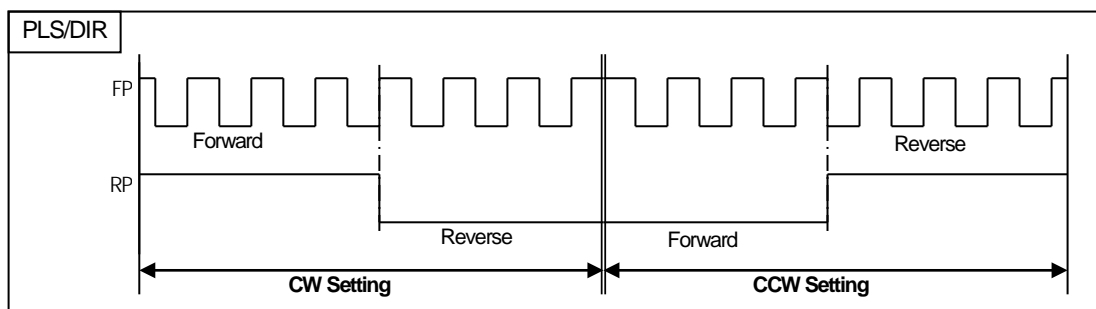 PLS/DIR
FP
Forward
Reverse
RP
Reverse
Forward
CW Setting
CCW Setting